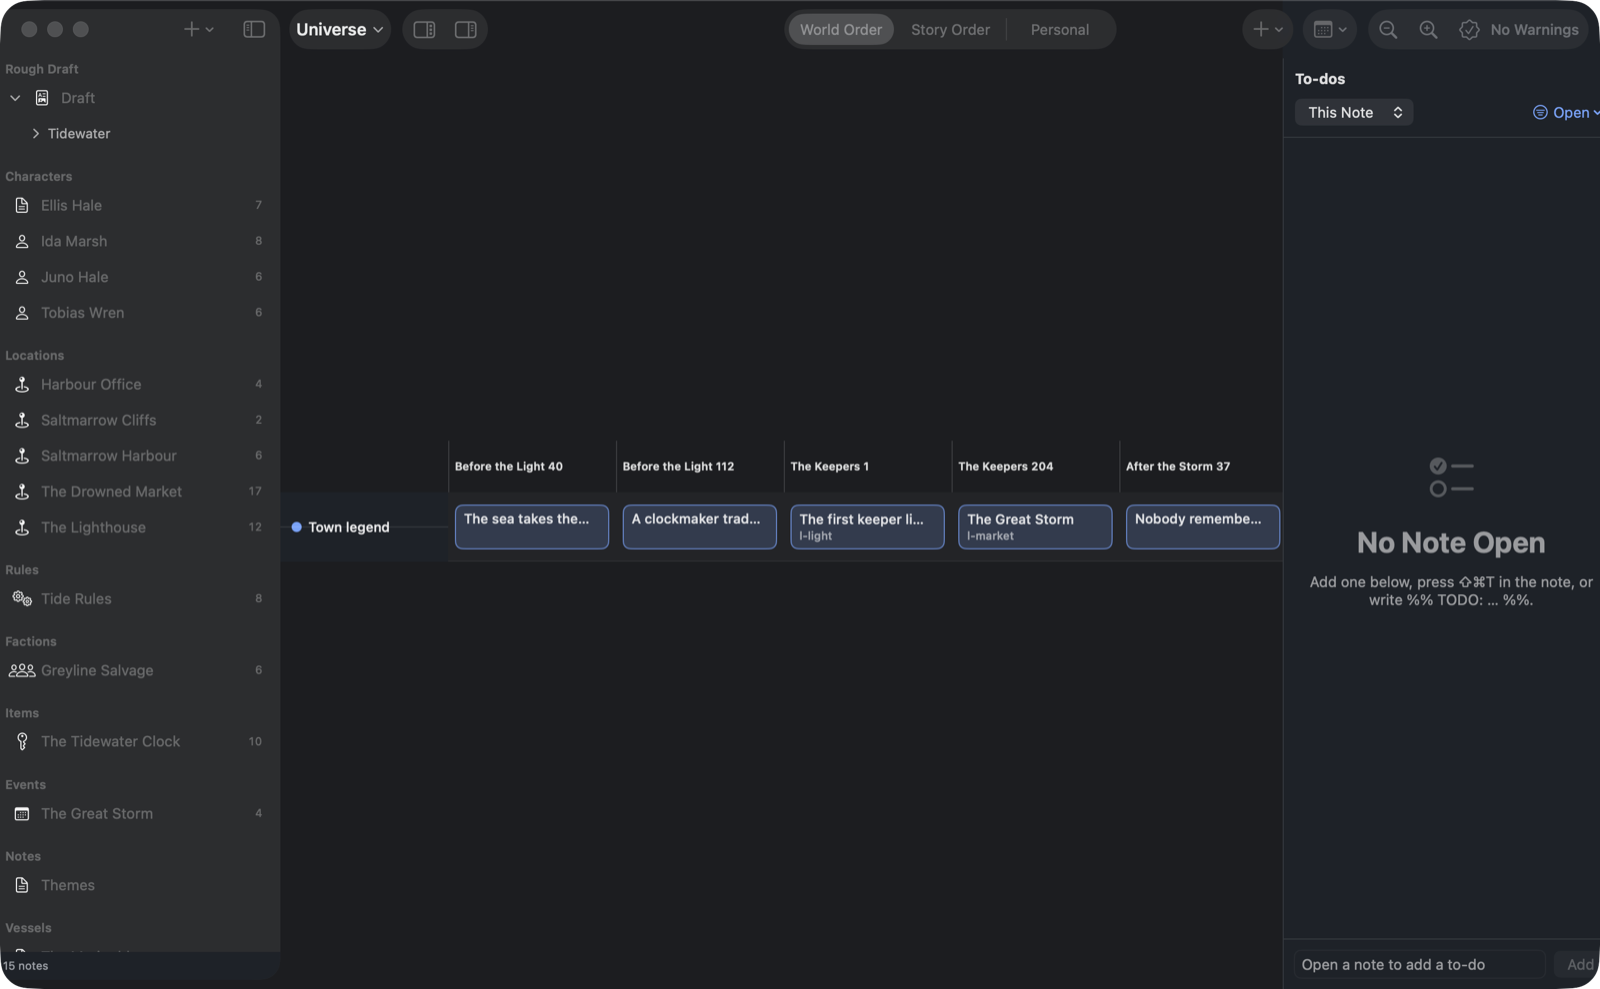 Universe
World Order
Story Order
Personal
No Warnings
Rough Draft
Draft
Tidewater
Characters
Ellis Hale 7
Ida Marsh 8
Juno Hale 6
Tobias Wren 6
Locations
Harbour Office 4
Saltmarrow Cliffs 2
Saltmarrow Harbour 6
The Drowned Market 17
The Lighthouse 12
Rules
Tide Rules 8
Factions
Greyline Salvage 6
Items
The Tidewater Clock 10
Events
The Great Storm 4
Notes
Themes
Vessels
15 notes
Before the Light 40
Before the Light 112
The Keepers 1
The Keepers 204
After the Storm 37
Town legend
The sea takes the...
A clockmaker trad...
The first keeper li...
l-light
The Great Storm
l-market
Nobody remembe...
To-dos
This Note
Open
No Note Open
Add one below, press ⇧⌘T in the note, or
write %% TODO: ... %%.
Open a note to add a to-do
Add